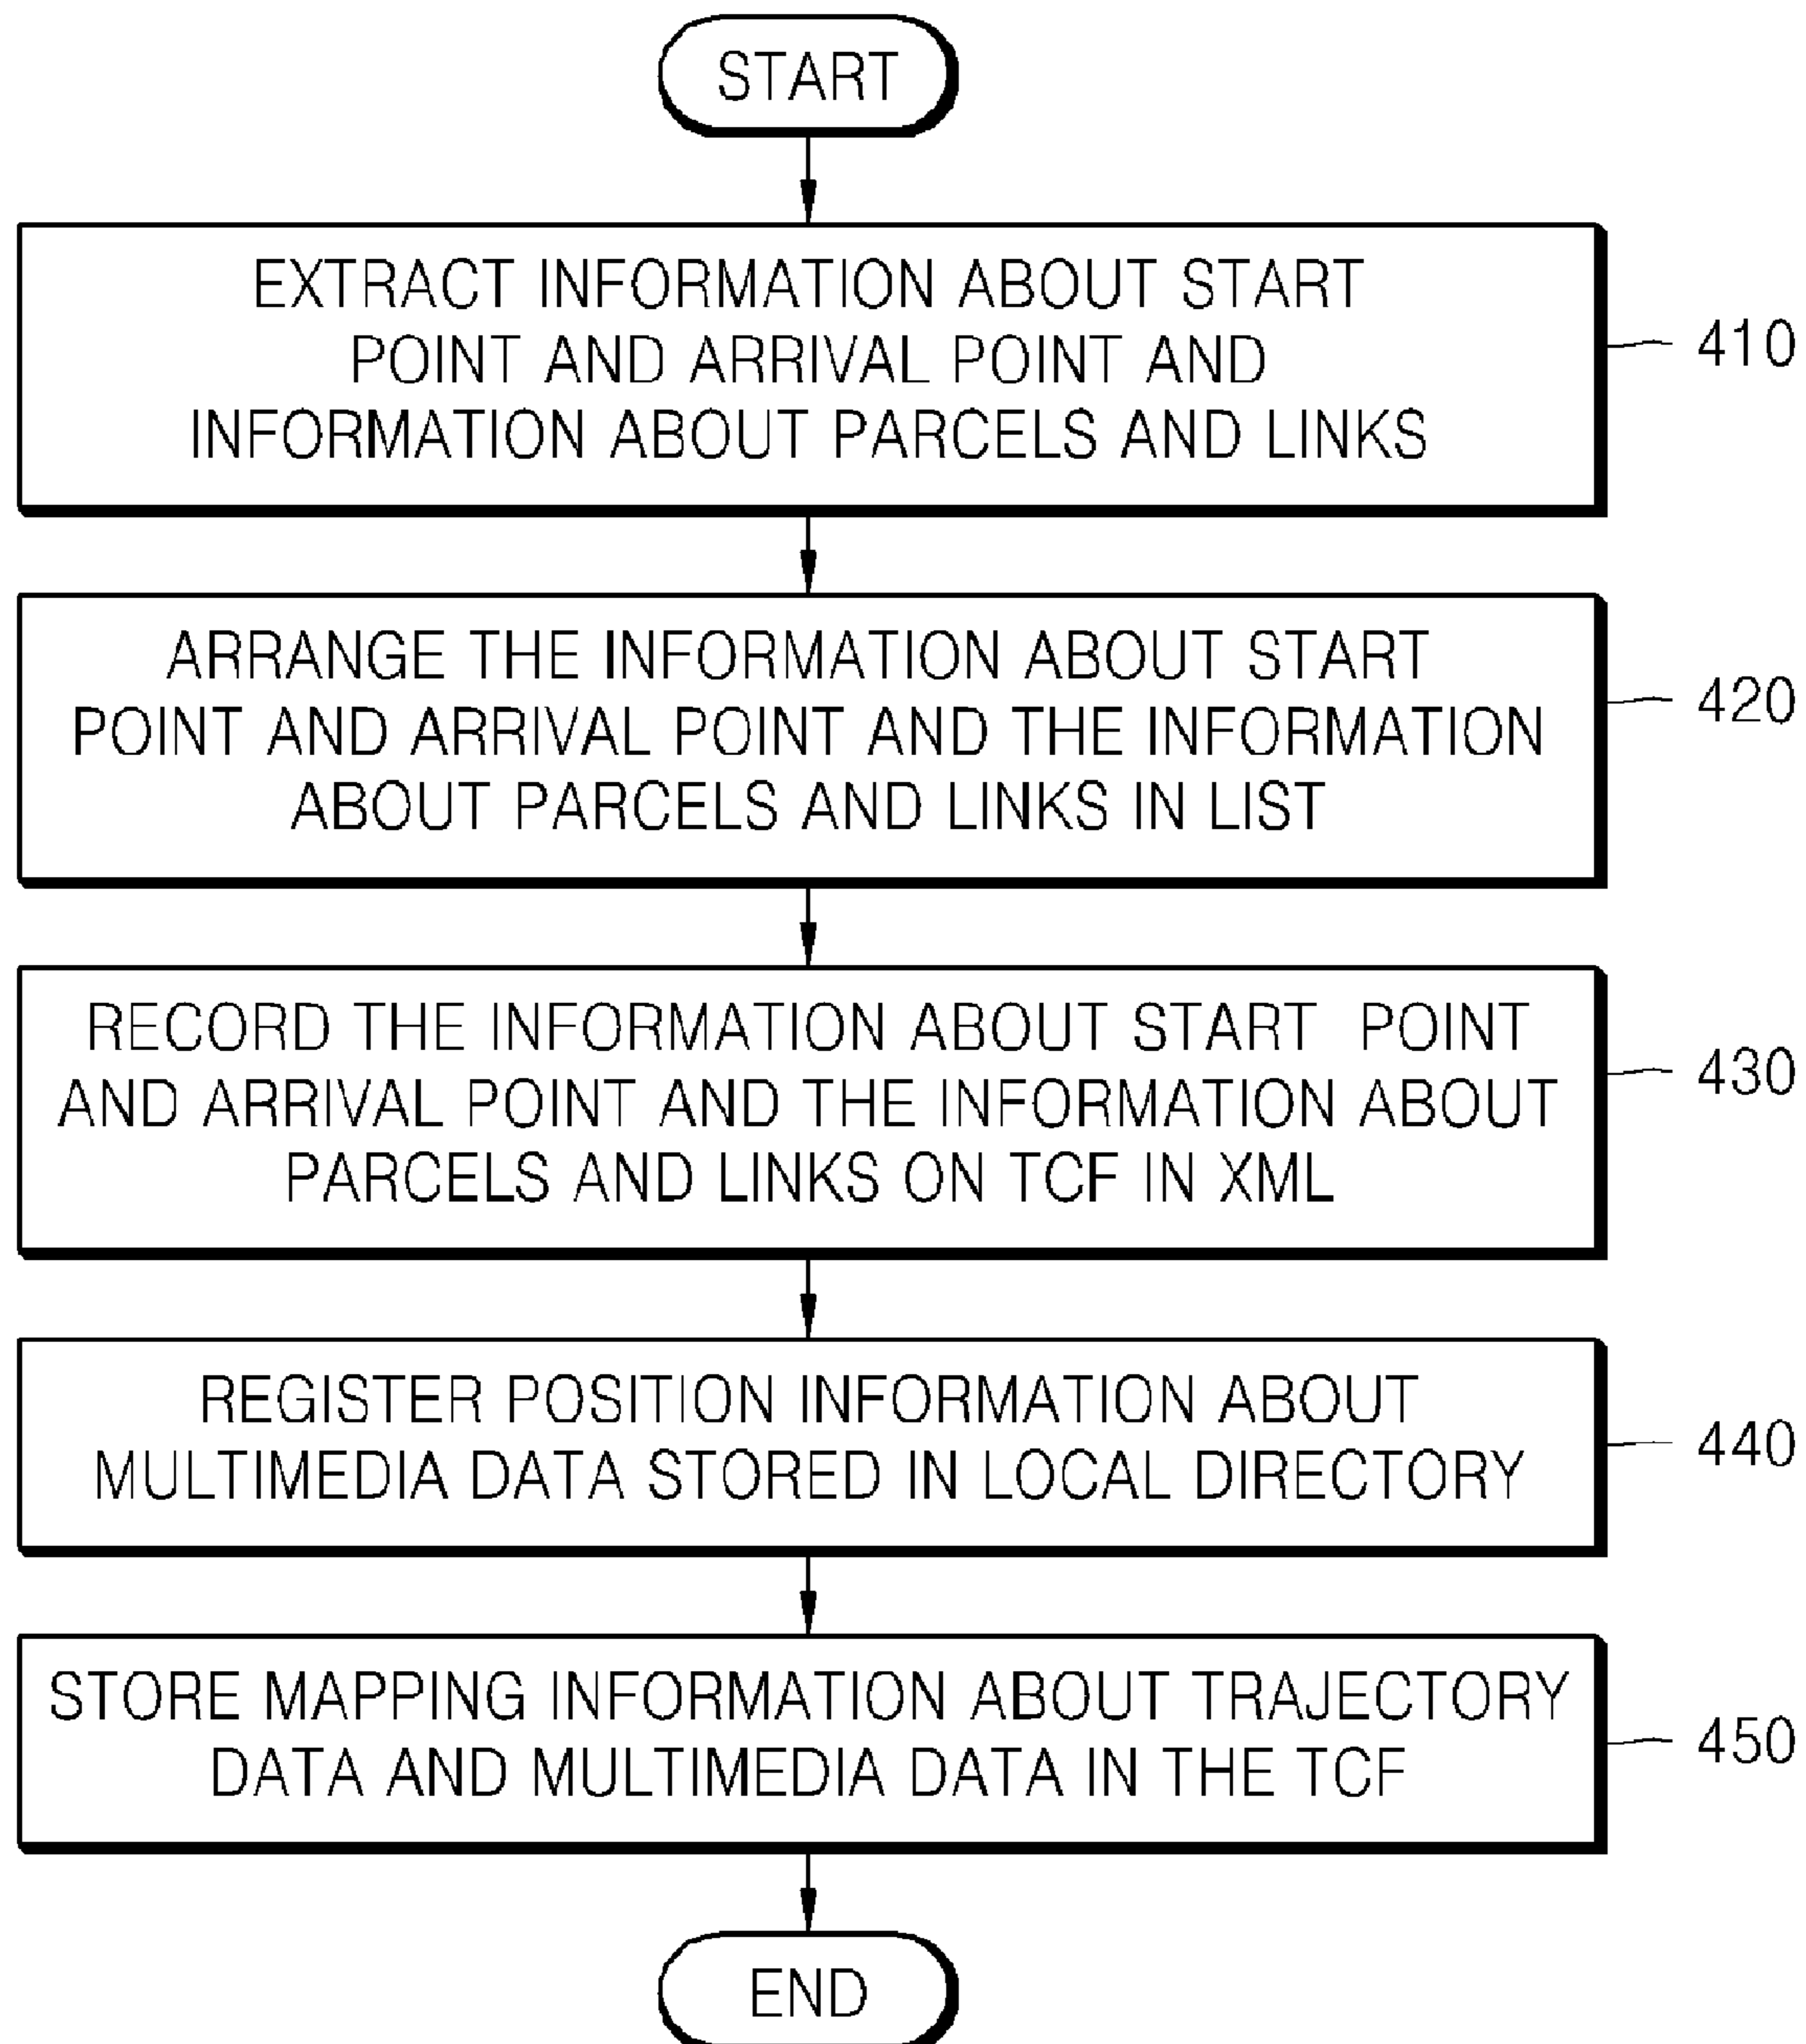 START
EXTRACT INFORMATION ABOUT START
POINT AND ARRIVAL POINT AND
INFORMATION ABOUT PARCELS AND LINKS
410
ARRANGE THE INFORMATION ABOUT START
POINT AND ARRIVAL POINT AND THE INFORMATION
ABOUT PARCELS AND LINKS IN LIST
420
RECORD THE INFORMATION ABOUT START POINT
AND ARRIVAL POINT AND THE INFORMATION ABOUT
PARCELS AND LINKS ON TCF IN XML
430
REGISTER POSITION INFORMATION ABOUT
MULTIMEDIA DATA STORED IN LOCAL DIRECTORY
440
STORE MAPPING INFORMATION ABOUT TRAJECTORY
DATA AND MULTIMEDIA DATA IN THE TCF
450
END